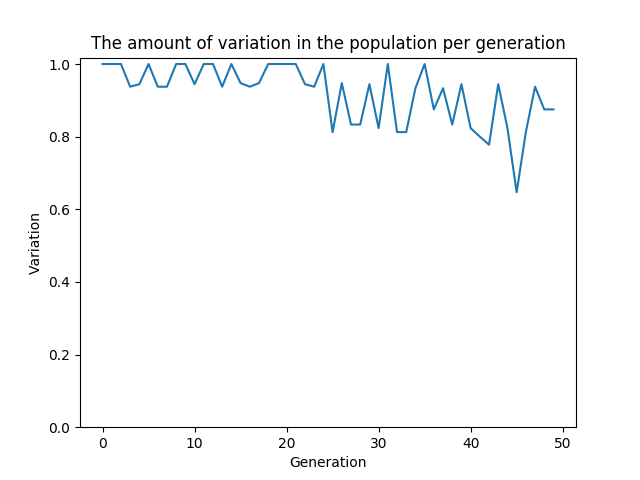 The amount of variation in the population per generation
1.0
0.8
0.6
0.4
0.2
0.0
Variation
0 10 20 30 40 50
Generation